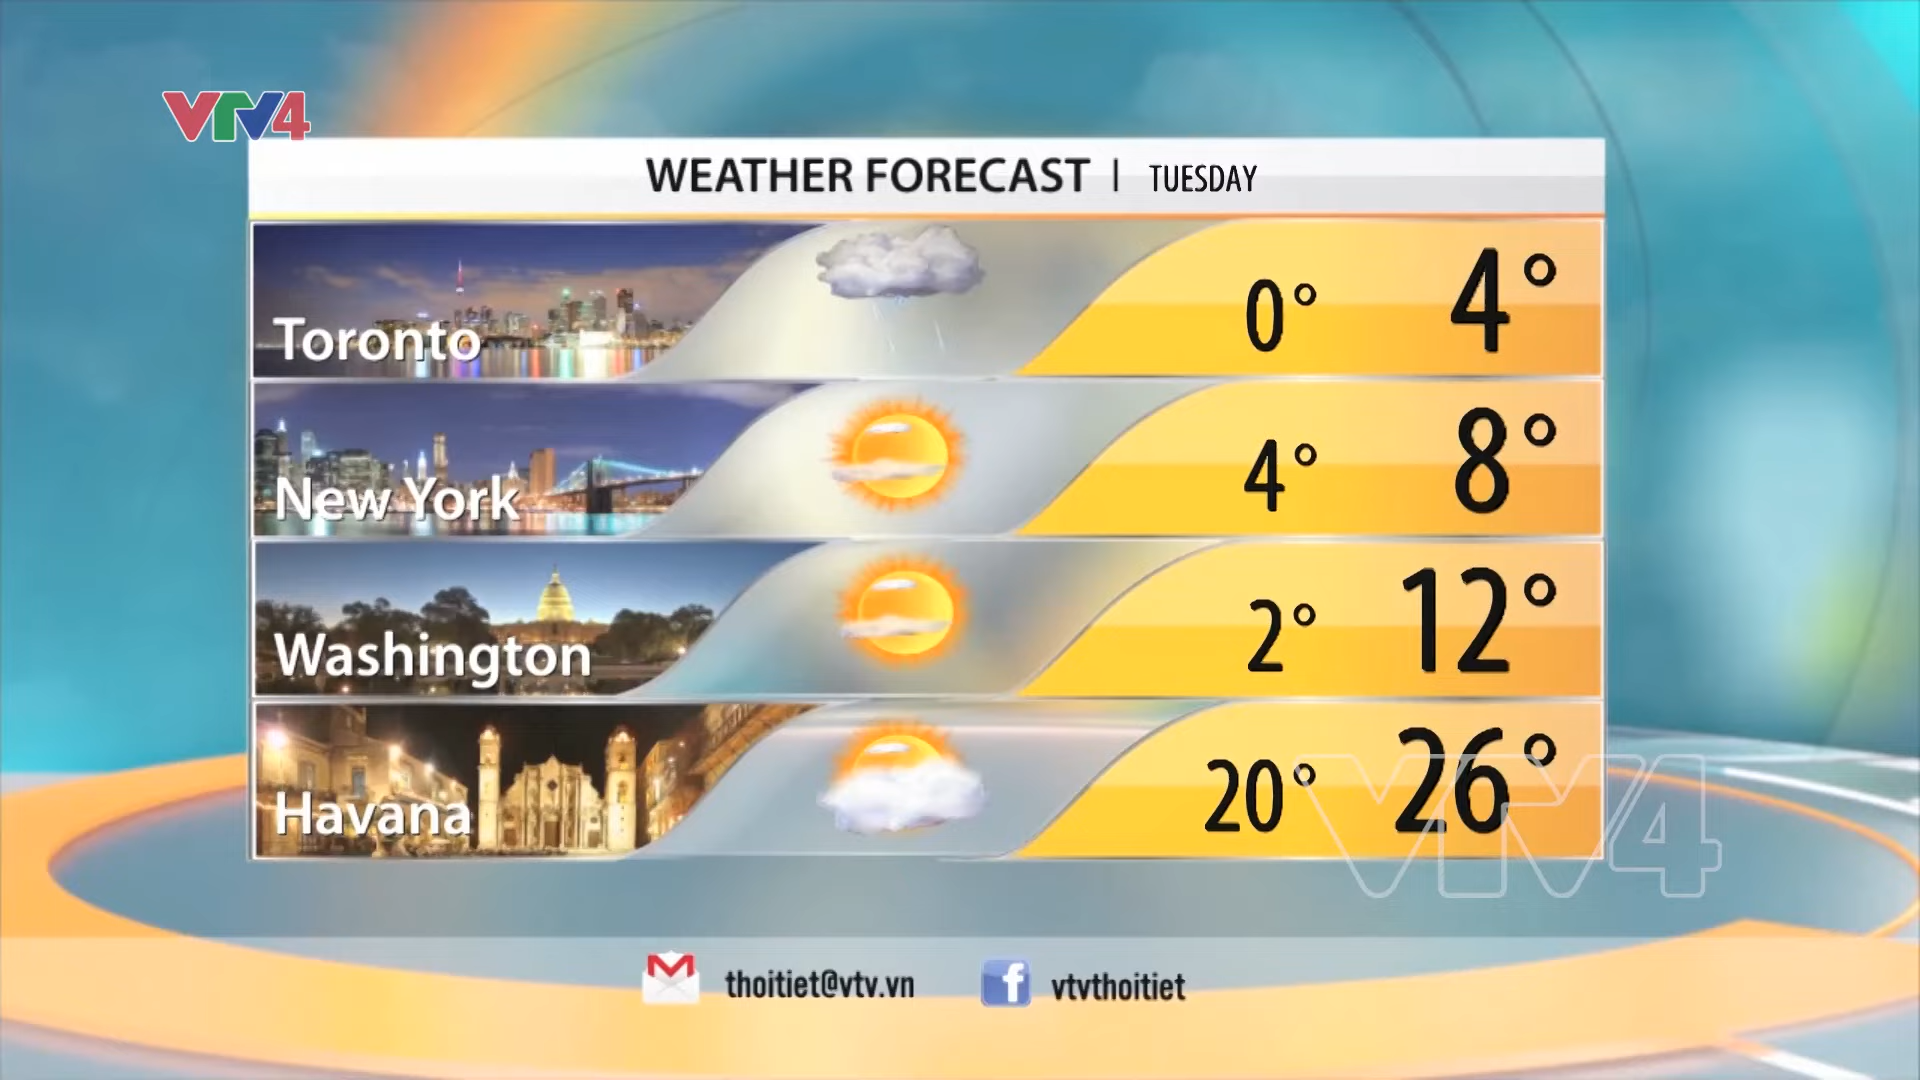 VTV4
WEATHER FORECAST | TUESDAY
Toronto 0° 4°
New York 4° 8°
Washington 2° 12°
Havana 20° 26°
VTV4
thoitiet@vtv.vn vtvthoitiet